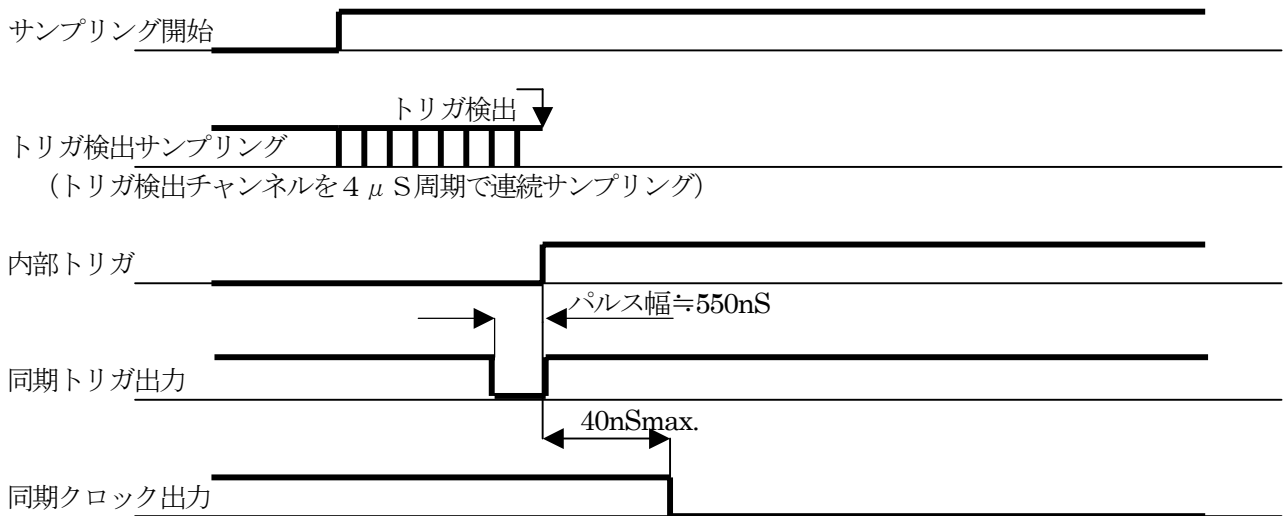 サンプリング開始
トリガ検出
トリガ検出サンプリング
（トリガ検出チャンネルを４μＳ周期で連続サンプリング）
内部トリガ
パルス幅≒550nS
同期トリガ出力
40nSmax.
同期クロック出力